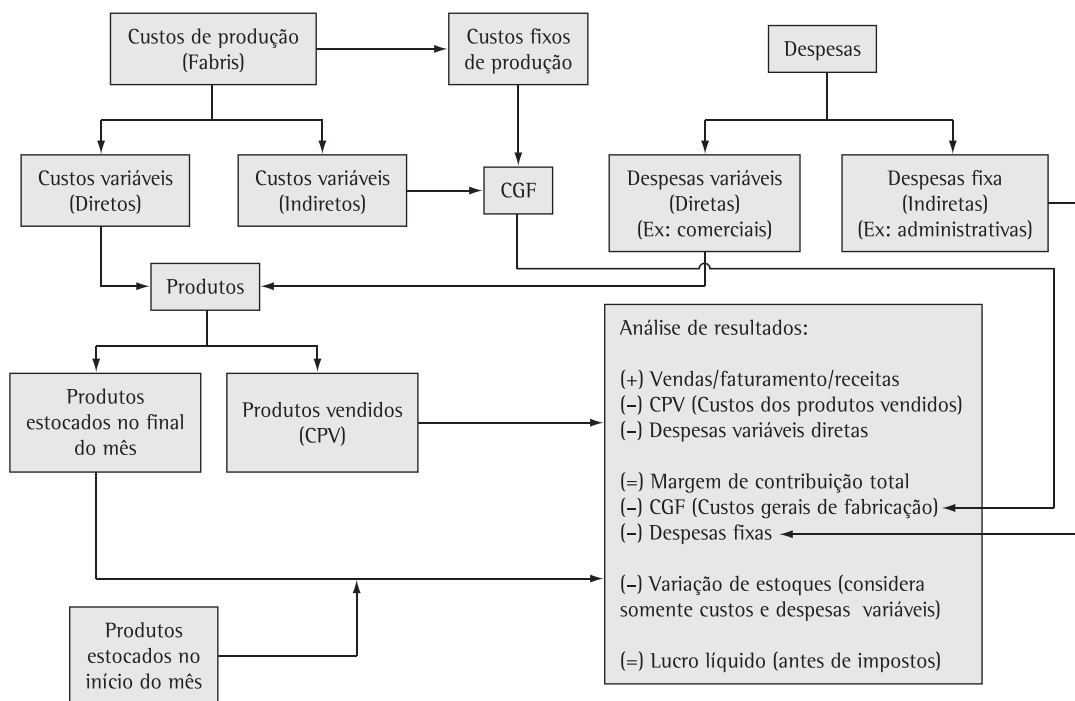 Custos de produção
(Fabris)
Custos fixos
de produção
Despesas
Custos variáveis
(Diretos)
Custos variáveis
(Indiretos)
CGF
Despesas variáveis
(Diretas)
(Ex: comerciais)
Despesas fixa
(Indiretas)
(Ex: administrativas)
Produtos
Produtos
estocados no final
do mês
Produtos vendidos
(CPV)
Análise de resultados:
(+) Vendas/faturamento/receitas
(–) CPV (Custos dos produtos vendidos)
(–) Despesas variáveis diretas
(=) Margem de contribuição total
(–) CGF (Custos gerais de fabricação)
(–) Despesas fixas
(–) Variação de estoques (considera
somente custos e despesas variáveis)
(=) Lucro líquido (antes de impostos)
Produtos
estocados no
início do mês